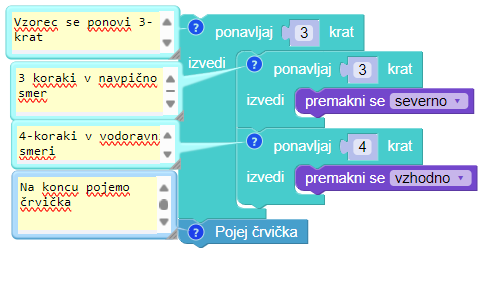 Vzorec se ponovi 3-
krat
? ponavljaj 3 krat
izvedi
3 koraki v navpično
smer
? ponavljaj 3 krat
izvedi premakni se severno
4-koraki v vodoravn
smeri
? ponavljaj 4 krat
izvedi premakni se vzhodno
Na koncu pojemo
črvička
? Pojej črvička